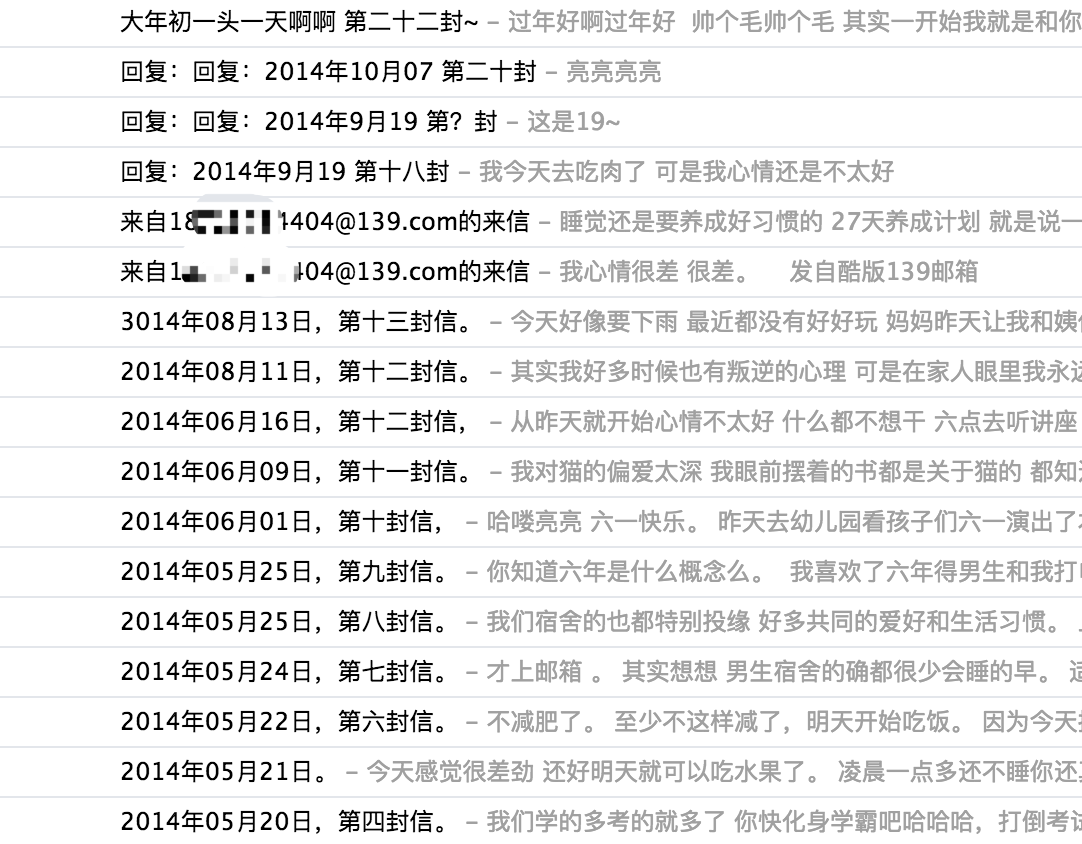 大年初一头一天啊啊 第二十二封~ – 过年好啊过年好 帅个毛帅个毛 其实一开始我就是和你
回复：回复：2014年10月07 第二十封 – 亮亮亮亮
回复：回复：2014年9月19 第？封 – 这是19~
回复：2014年9月19 第十八封 – 我今天去吃肉了 可是我心情还是不太好
来自18 4404@139.com的来信 – 睡觉还是要养成好习惯的 27天养成计划 就是说一
来自1 404@139.com的来信 – 我心情很差 很差。 发自酷版139邮箱
3014年08月13日，第十三封信。 – 今天好像要下雨 最近都没有好好玩 妈妈昨天让我和姨
2014年08月11日，第十二封信。 – 其实我好多时候也有叛逆的心理 可是在家人眼里我永远
2014年06月16日，第十二封信， – 从昨天就开始心情不太好 什么都不想干 六点去听讲座
2014年06月09日，第十一封信。 – 我对猫的偏爱太深 我眼前摆着的书都是关于猫的 都知
2014年06月01日，第十封信， – 哈喽亮亮 六一快乐。 昨天去幼儿园看孩子们六一演出了
2014年05月25日，第九封信。 – 你知道六年是什么概念么。 我喜欢了六年得男生和我打
2014年05月25日，第八封信。 – 我们宿舍的也都特别投缘 好多共同的爱好和生活习惯。
2014年05月24日，第七封信。 – 才上邮箱 。 其实想想 男生宿舍的确都很少会睡的早。
2014年05月22日，第六封信。 – 不减肥了。 至少不这样减了，明天开始吃饭。 因为今天
2014年05月21日。 – 今天感觉很差劲 还好明天就可以吃水果了。 凌晨一点多还不睡你还
2014年05月20日，第四封信。 – 我们学的多考的就多了 你快化身学霸吧哈哈哈，打倒考试